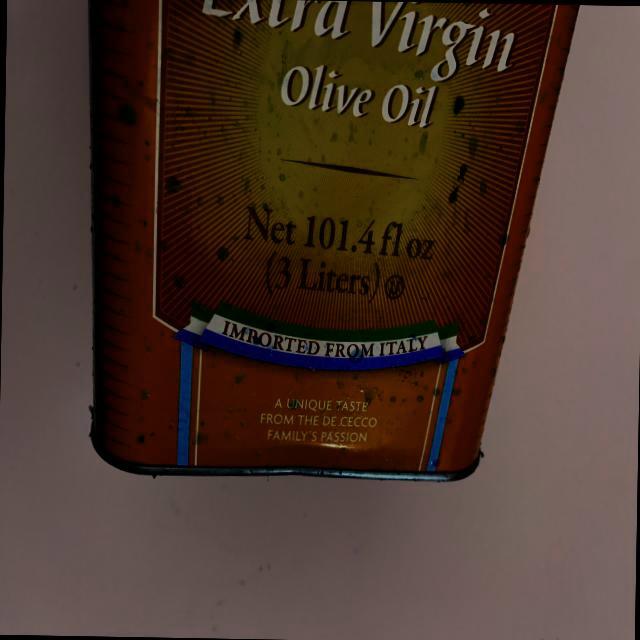 Extra Virgin
Olive Oil
Net 101.4 fl oz
(3 Liters)
IMPORTED FROM ITALY
A UNIQUE TASTE
FROM THE DE CECCO
FAMILY'S PASSION